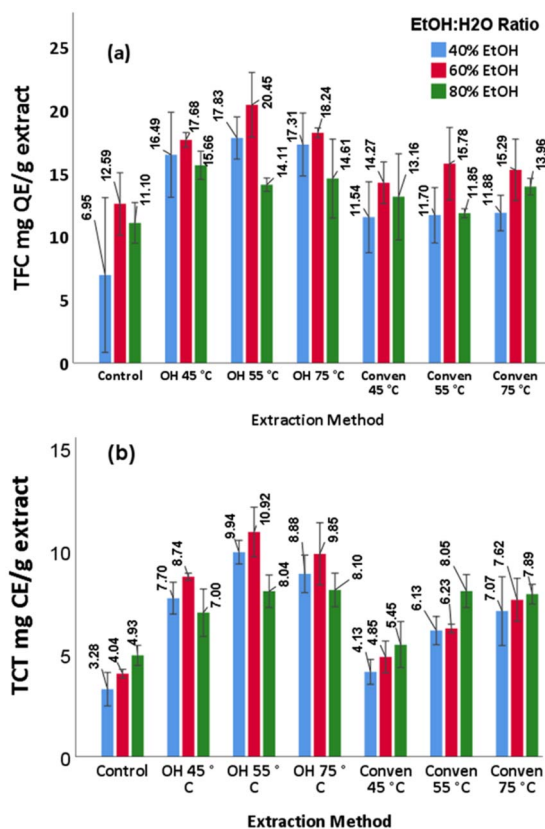 EtOH:H2O Ratio
40% EtOH
60% EtOH
80% EtOH
(a)
TFC mg QE/g extract
25
20
15
10
5
0
6.95
12.59
11.10
16.49
17.68
15.66
17.83
20.45
14.11
17.31
18.24
14.61
11.54
14.27
13.16
11.70
15.78
11.85
11.88
15.29
13.96
Control
OH 45 °C
OH 55 °C
OH 75 °C
Conven
45 °C
Conven
55 °C
Conven
75 °C
Extraction Method
(b)
TCT mg CE/g extract
15
10
5
0
3.28
4.04
4.93
7.70
8.74
7.00
9.94
10.92
8.04
8.88
9.85
8.10
4.13
4.85
5.45
6.13
6.23
8.05
7.07
7.62
7.89
Control
OH 45 °
C
OH 55 °
C
OH 75 °
C
Conven
45 °C
Conven
55 °C
Conven
75 °C
Extraction Method